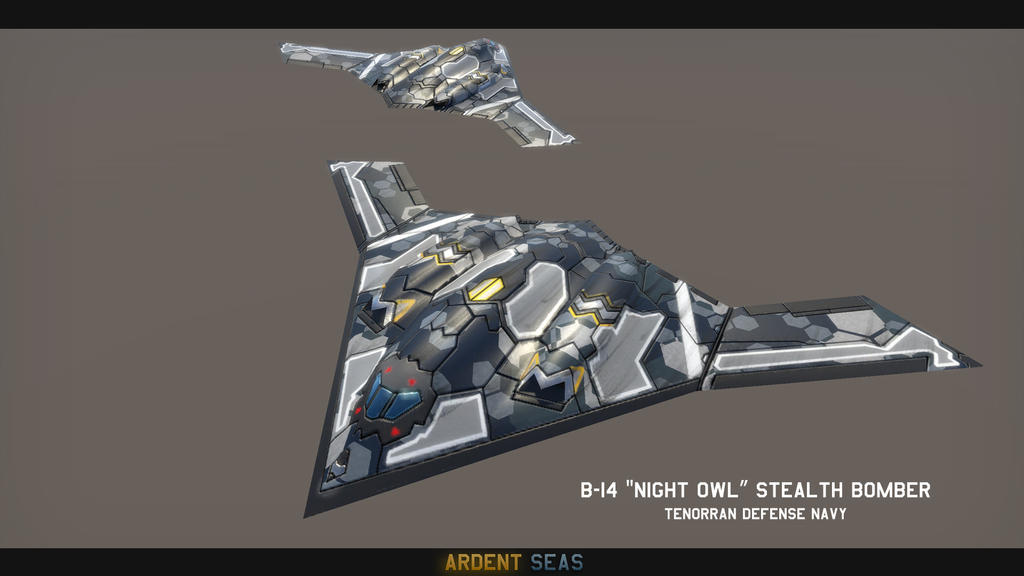 B-14 "NIGHT OWL" STEALTH BOMBER
TENORRAN DEFENSE NAVY
ARDENT SEAS